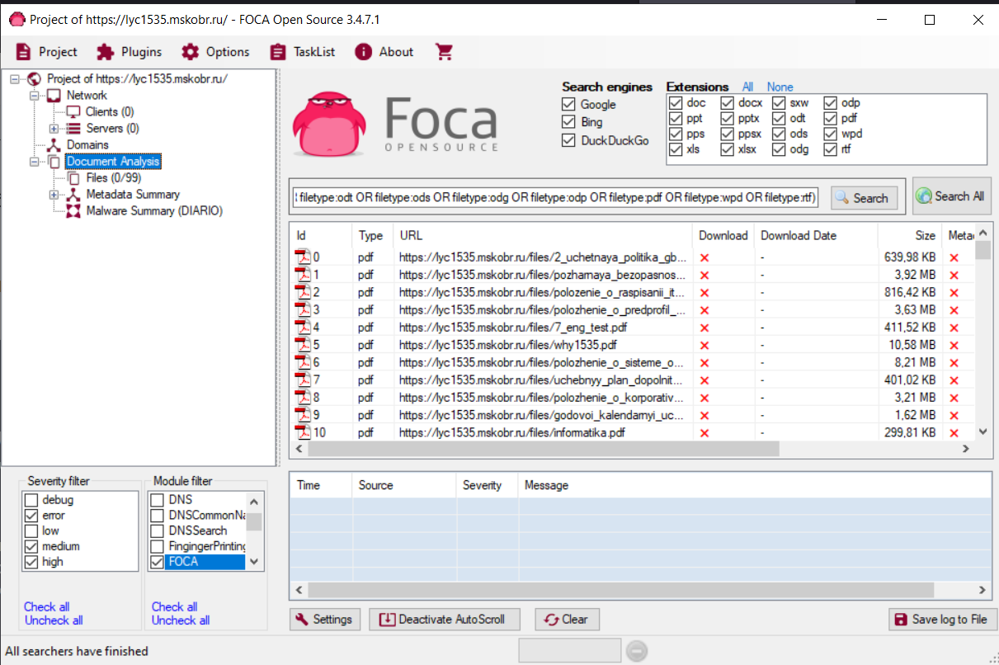 Project of https://lyc1535.mskobr.ru/ - FOCA Open Source 3.4.7.1
Project Plugins Options TaskList About
Project of https://lyc1535.mskobr.ru/
Network
Clients (0)
Servers (0)
Domains
Document Analysis
Files (0/99)
Metadata Summary
Malware Summary (DIARIO)
Foca
OPENSOURCE
Search engines
Google
Bing
DuckDuckGo
Extensions All None
doc docx sxw odp
ppt pptx odt pdf
pps ppsx ods wpd
xls xlsx odg rtf
filetype:odt OR filetype:ods OR filetype:odg OR filetype:odp OR filetype:pdf OR filetype:wpd OR filetype:rtf) Search Search All
Id Type URL Download Download Date Size Metac
0 pdf https://lyc1535.mskobr.ru/files/2_uchetnaya_politika_gb... - 639,98 KB
1 pdf https://lyc1535.mskobr.ru/files/pozharnaya_bezopasnos... - 3,92 MB
2 pdf https://lyc1535.mskobr.ru/files/polozenie_o_raspisanii_it... - 816,42 KB
3 pdf https://lyc1535.mskobr.ru/files/polozhenie_o_predprofil_... - 3,63 MB
4 pdf https://lyc1535.mskobr.ru/files/7_eng_test.pdf - 411,52 KB
5 pdf https://lyc1535.mskobr.ru/files/why1535.pdf - 10,58 MB
6 pdf https://lyc1535.mskobr.ru/files/polozhenie_o_sisteme_o... - 8,21 MB
7 pdf https://lyc1535.mskobr.ru/files/uchebnyy_plan_dopolnit... - 401,02 KB
8 pdf https://lyc1535.mskobr.ru/files/polozhenie_o_korporativ... - 3,21 MB
9 pdf https://lyc1535.mskobr.ru/files/godovoi_kalendarnyi_uc... - 1,62 MB
10 pdf https://lyc1535.mskobr.ru/files/informatika.pdf - 299,81 KB
Severity filter
debug
error
low
medium
high
Check all
Uncheck all
Module filter
DNS
DNSCommonNa
DNSSearch
FingingerPrinting
FOCA
Check all
Uncheck all
Time Source Severity Message
Settings Deactivate AutoScroll Clear Save log to File
All searchers have finished